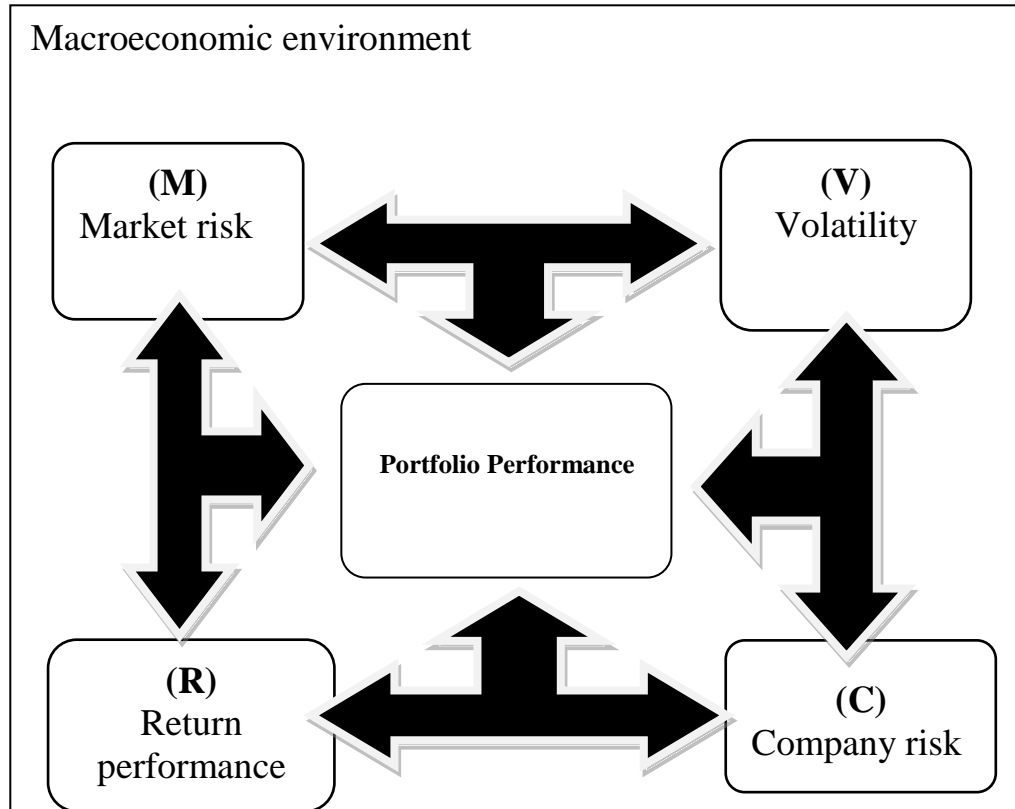 Macroeconomic environment
(M)
Market risk
(V)
Volatility
Portfolio Performance
(R)
Return
performance
(C)
Company risk